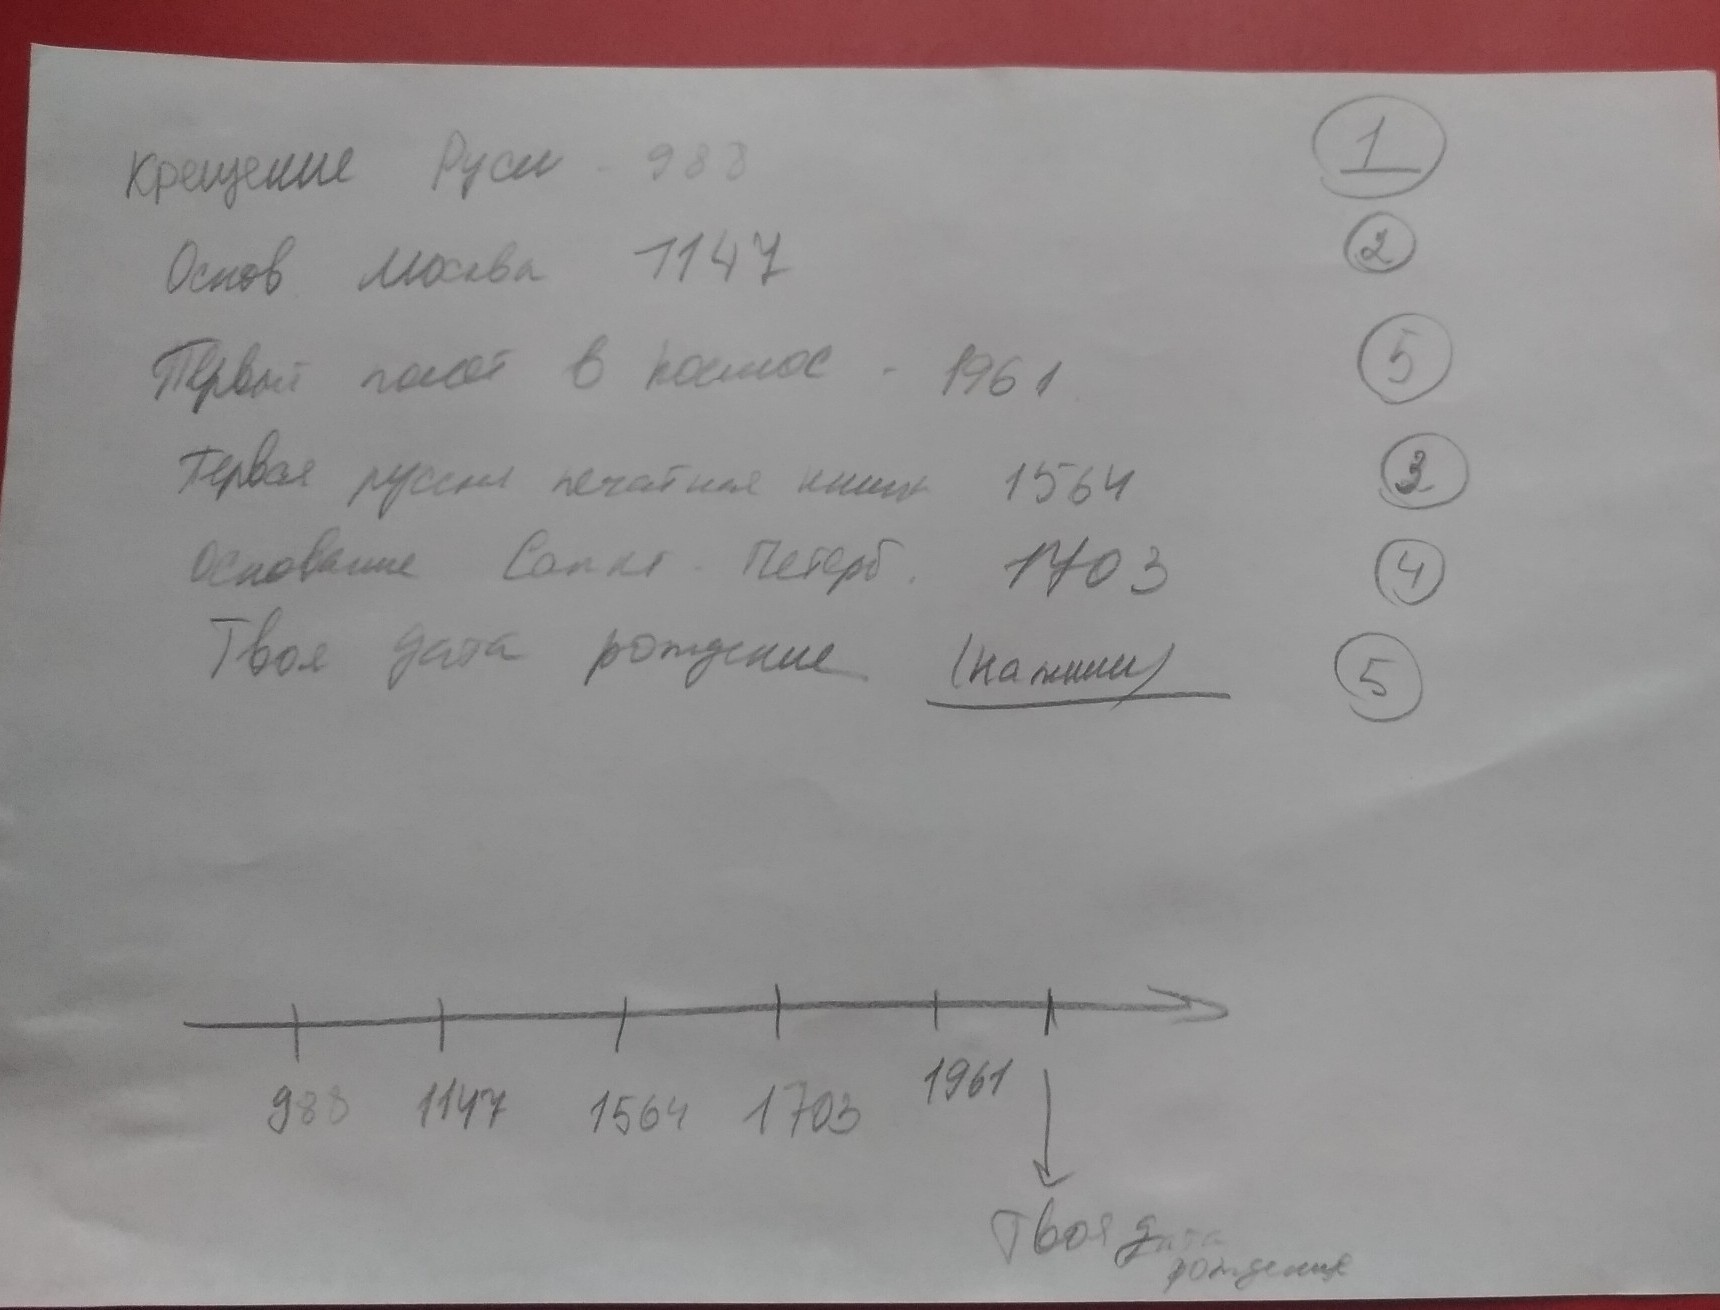 Крещение Руси - 988 1
Основ Москва 1147 2
Первый полет в космос - 1961 5
Первая русская печатная книга 1564 3
Основание Санкт. Петерб. 1703 4
Твоя дата рождение (напиши) 5
988 1147 1564 1703 1961
Твоя дата
рождения